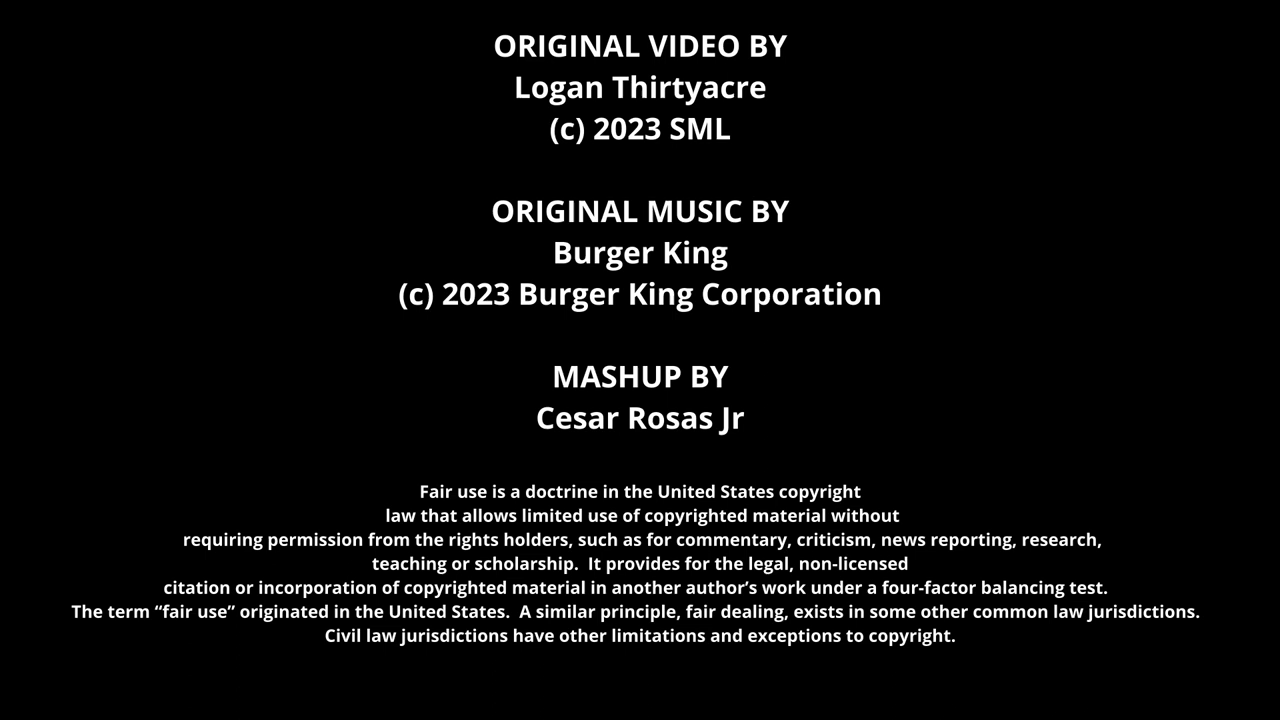 ORIGINAL VIDEO BY
Logan Thirtyacre
(c) 2023 SML
ORIGINAL MUSIC BY
Burger King
(c) 2023 Burger King Corporation
MASHUP BY
Cesar Rosas Jr
Fair use is a doctrine in the United States copyright
law that allows limited use of copyrighted material without
requiring permission from the rights holders, such as for commentary, criticism, news reporting, research,
teaching or scholarship.  It provides for the legal, non-licensed
citation or incorporation of copyrighted material in another author’s work under a four-factor balancing test.
The term “fair use” originated in the United States.  A similar principle, fair dealing, exists in some other common law jurisdictions.
Civil law jurisdictions have other limitations and exceptions to copyright.